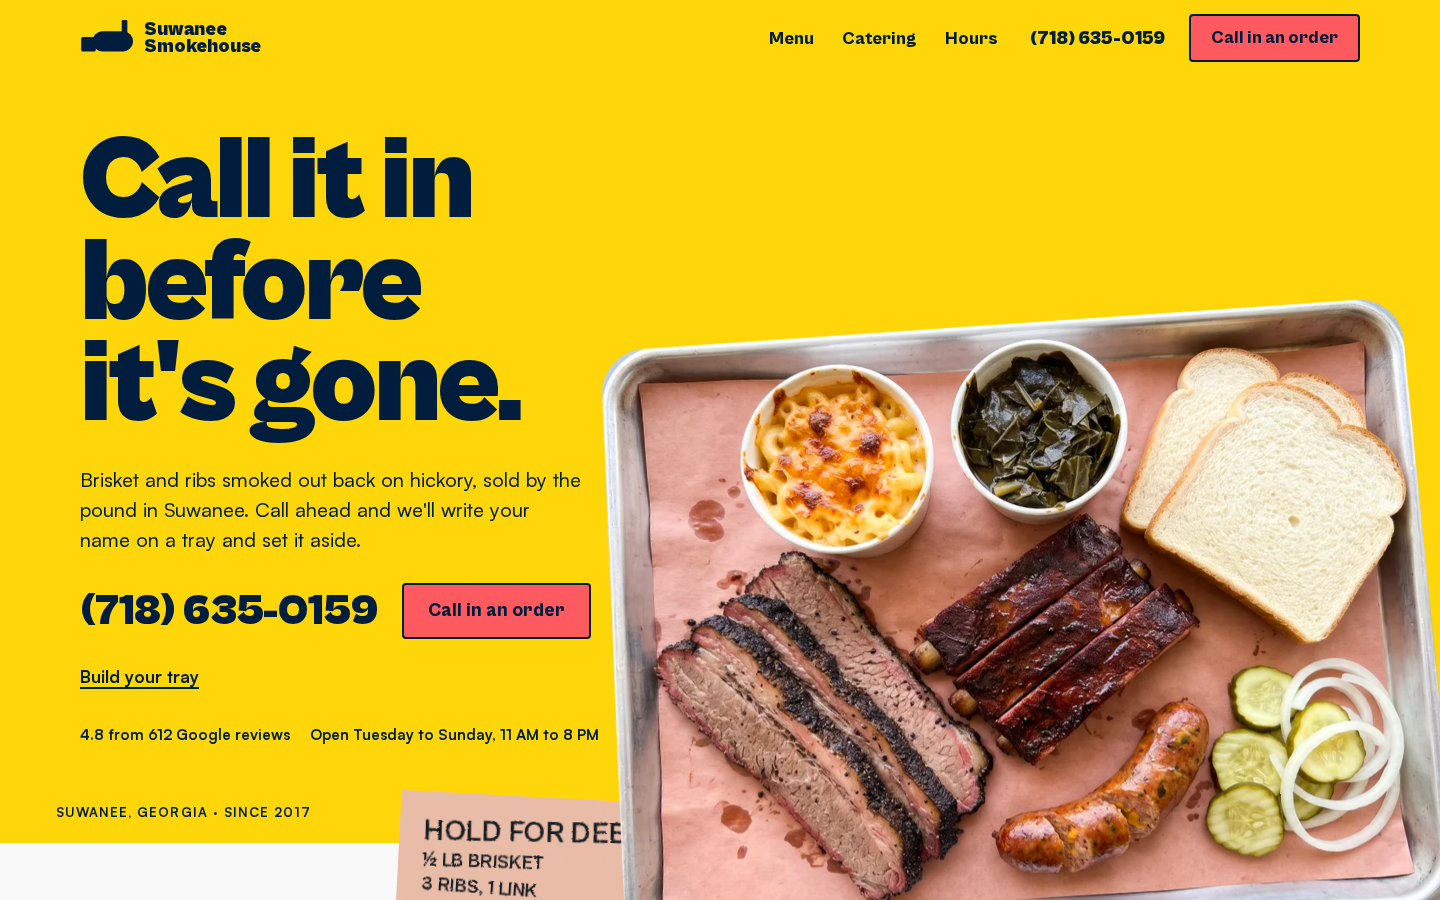 Suwanee
Smokehouse
Menu
Catering
Hours
(718) 635-0159
Call in an order
Call it in
before
it's gone.
Brisket and ribs smoked out back on hickory, sold by the
pound in Suwanee. Call ahead and we'll write your
name on a tray and set it aside.
(718) 635-0159
Call in an order
Build your tray
4.8 from 612 Google reviews
Open Tuesday to Sunday, 11 AM to 8 PM
SUWANEE, GEORGIA • SINCE 2017
HOLD FOR DEE
½ LB BRISKET
3 RIBS, 1 LINK